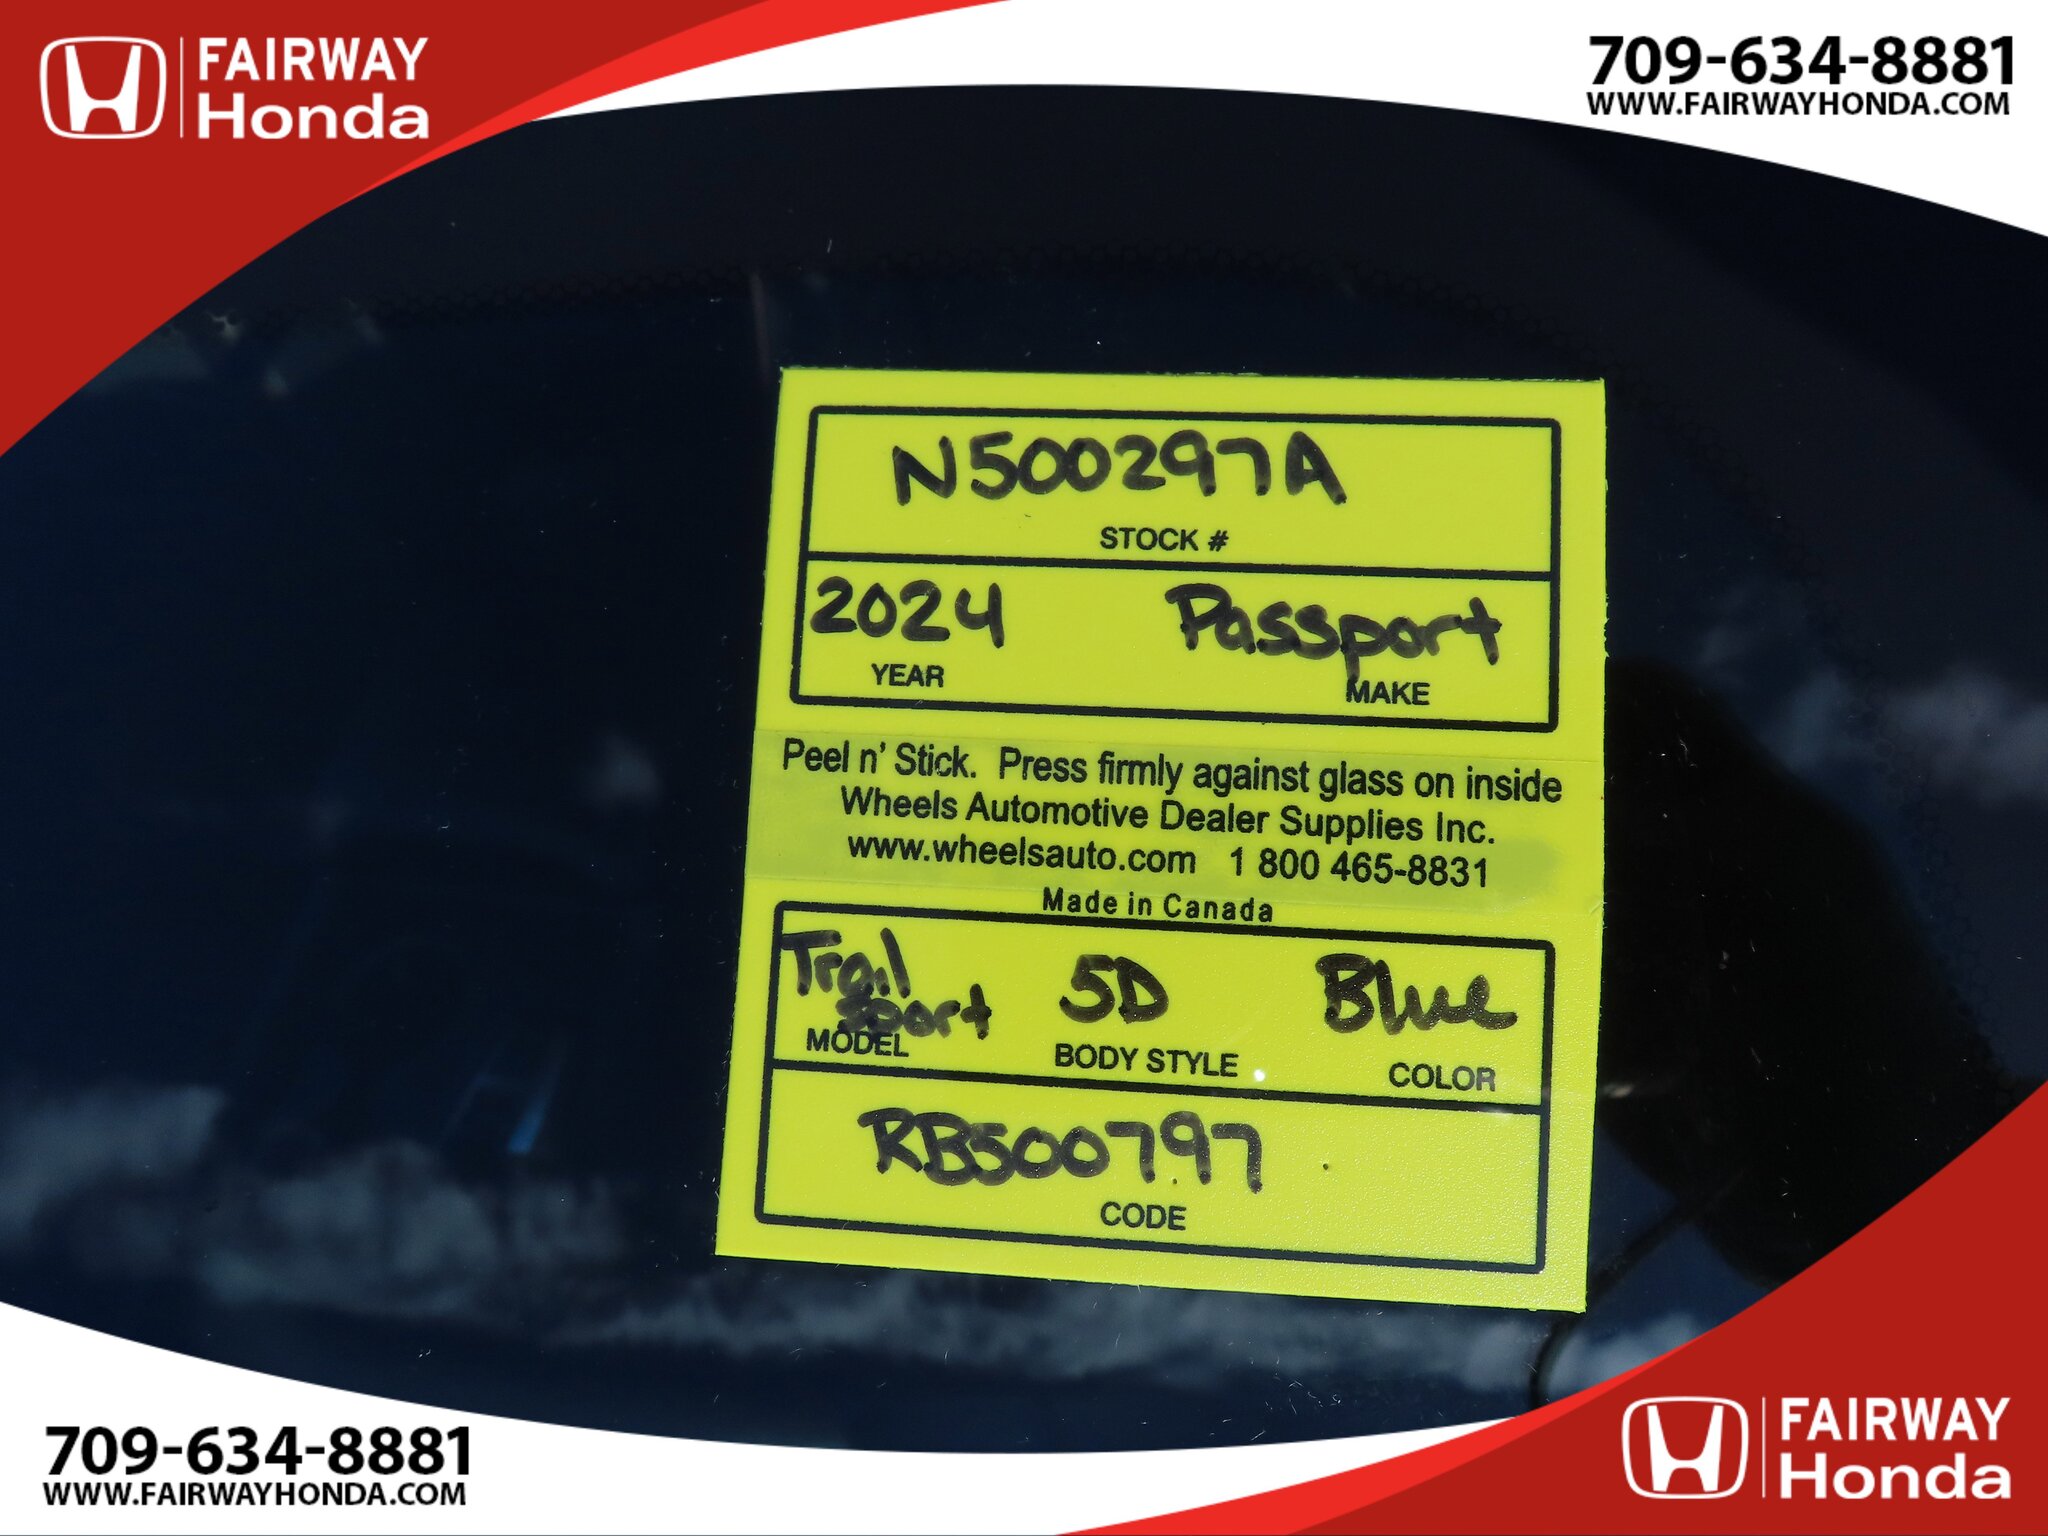 FAIRWAY
Honda
709-634-8881
WWW.FAIRWAYHONDA.COM
N500297A
STOCK #
2024 Passport
YEAR MAKE
Peel n' Stick. Press firmly against glass on inside
Wheels Automotive Dealer Supplies Inc.
www.wheelsauto.com 1 800 465-8831
Made in Canada
Trail
sport 5D Blue
MODEL BODY STYLE COLOR
RB500797
CODE
709-634-8881
WWW.FAIRWAYHONDA.COM
FAIRWAY
Honda